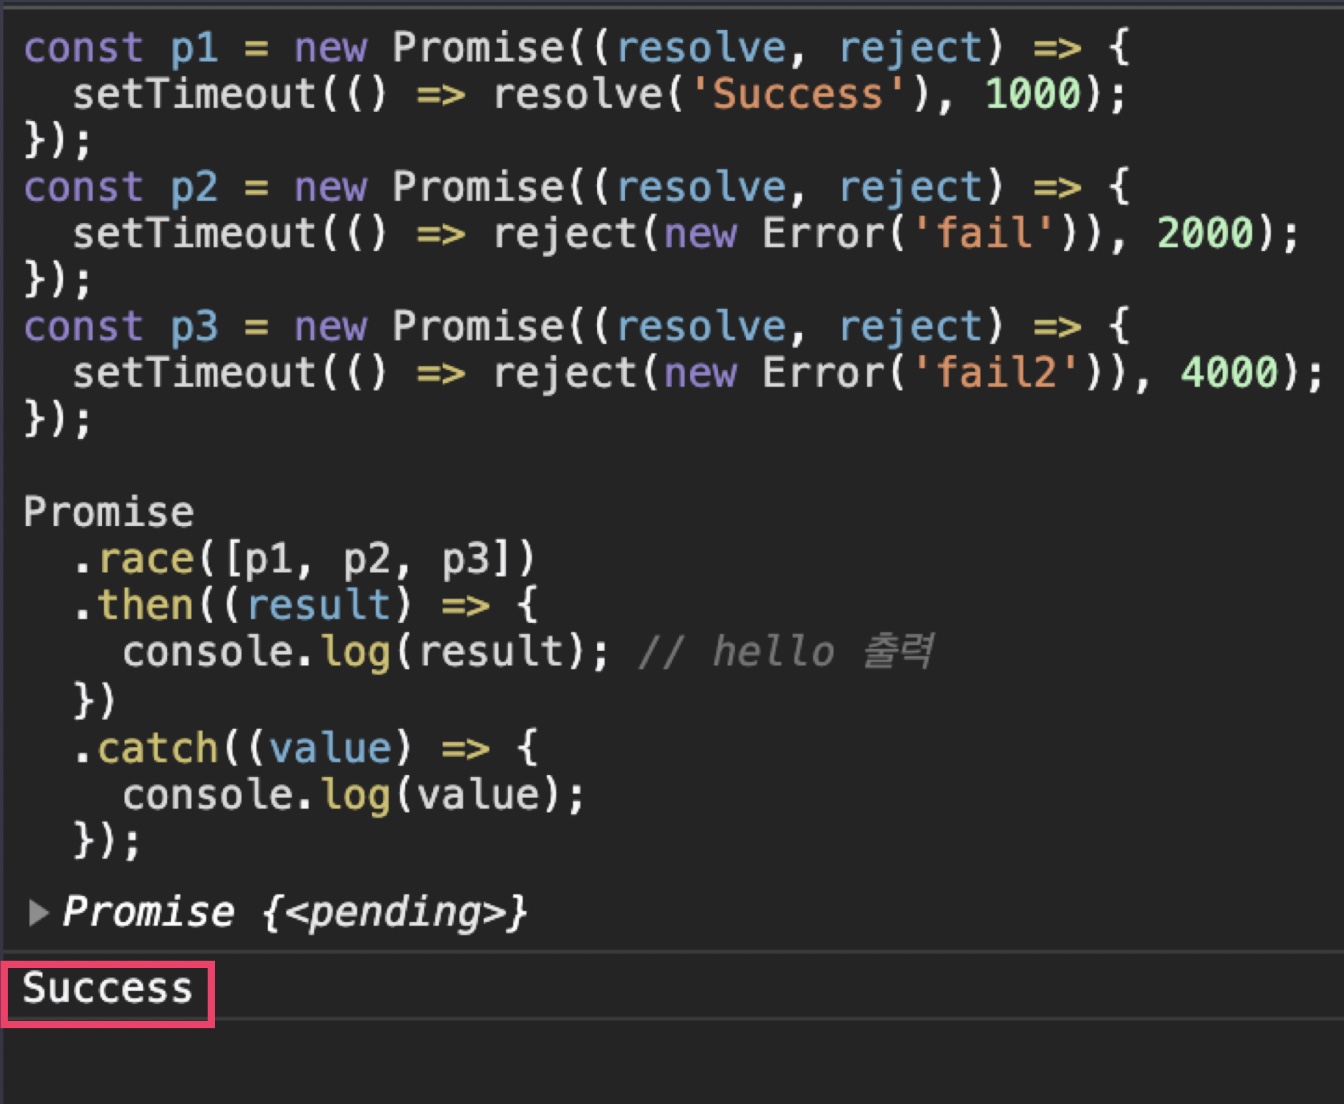 const p1 = new Promise((resolve, reject) => {
  setTimeout(() => resolve('Success'), 1000);
});
const p2 = new Promise((resolve, reject) => {
  setTimeout(() => reject(new Error('fail')), 2000);
});
const p3 = new Promise((resolve, reject) => {
  setTimeout(() => reject(new Error('fail2')), 4000);
});

Promise
  .race([p1, p2, p3])
  .then((result) => {
    console.log(result); // hello 출력
  })
  .catch((value) => {
    console.log(value);
  });
Promise {<pending>}
Success